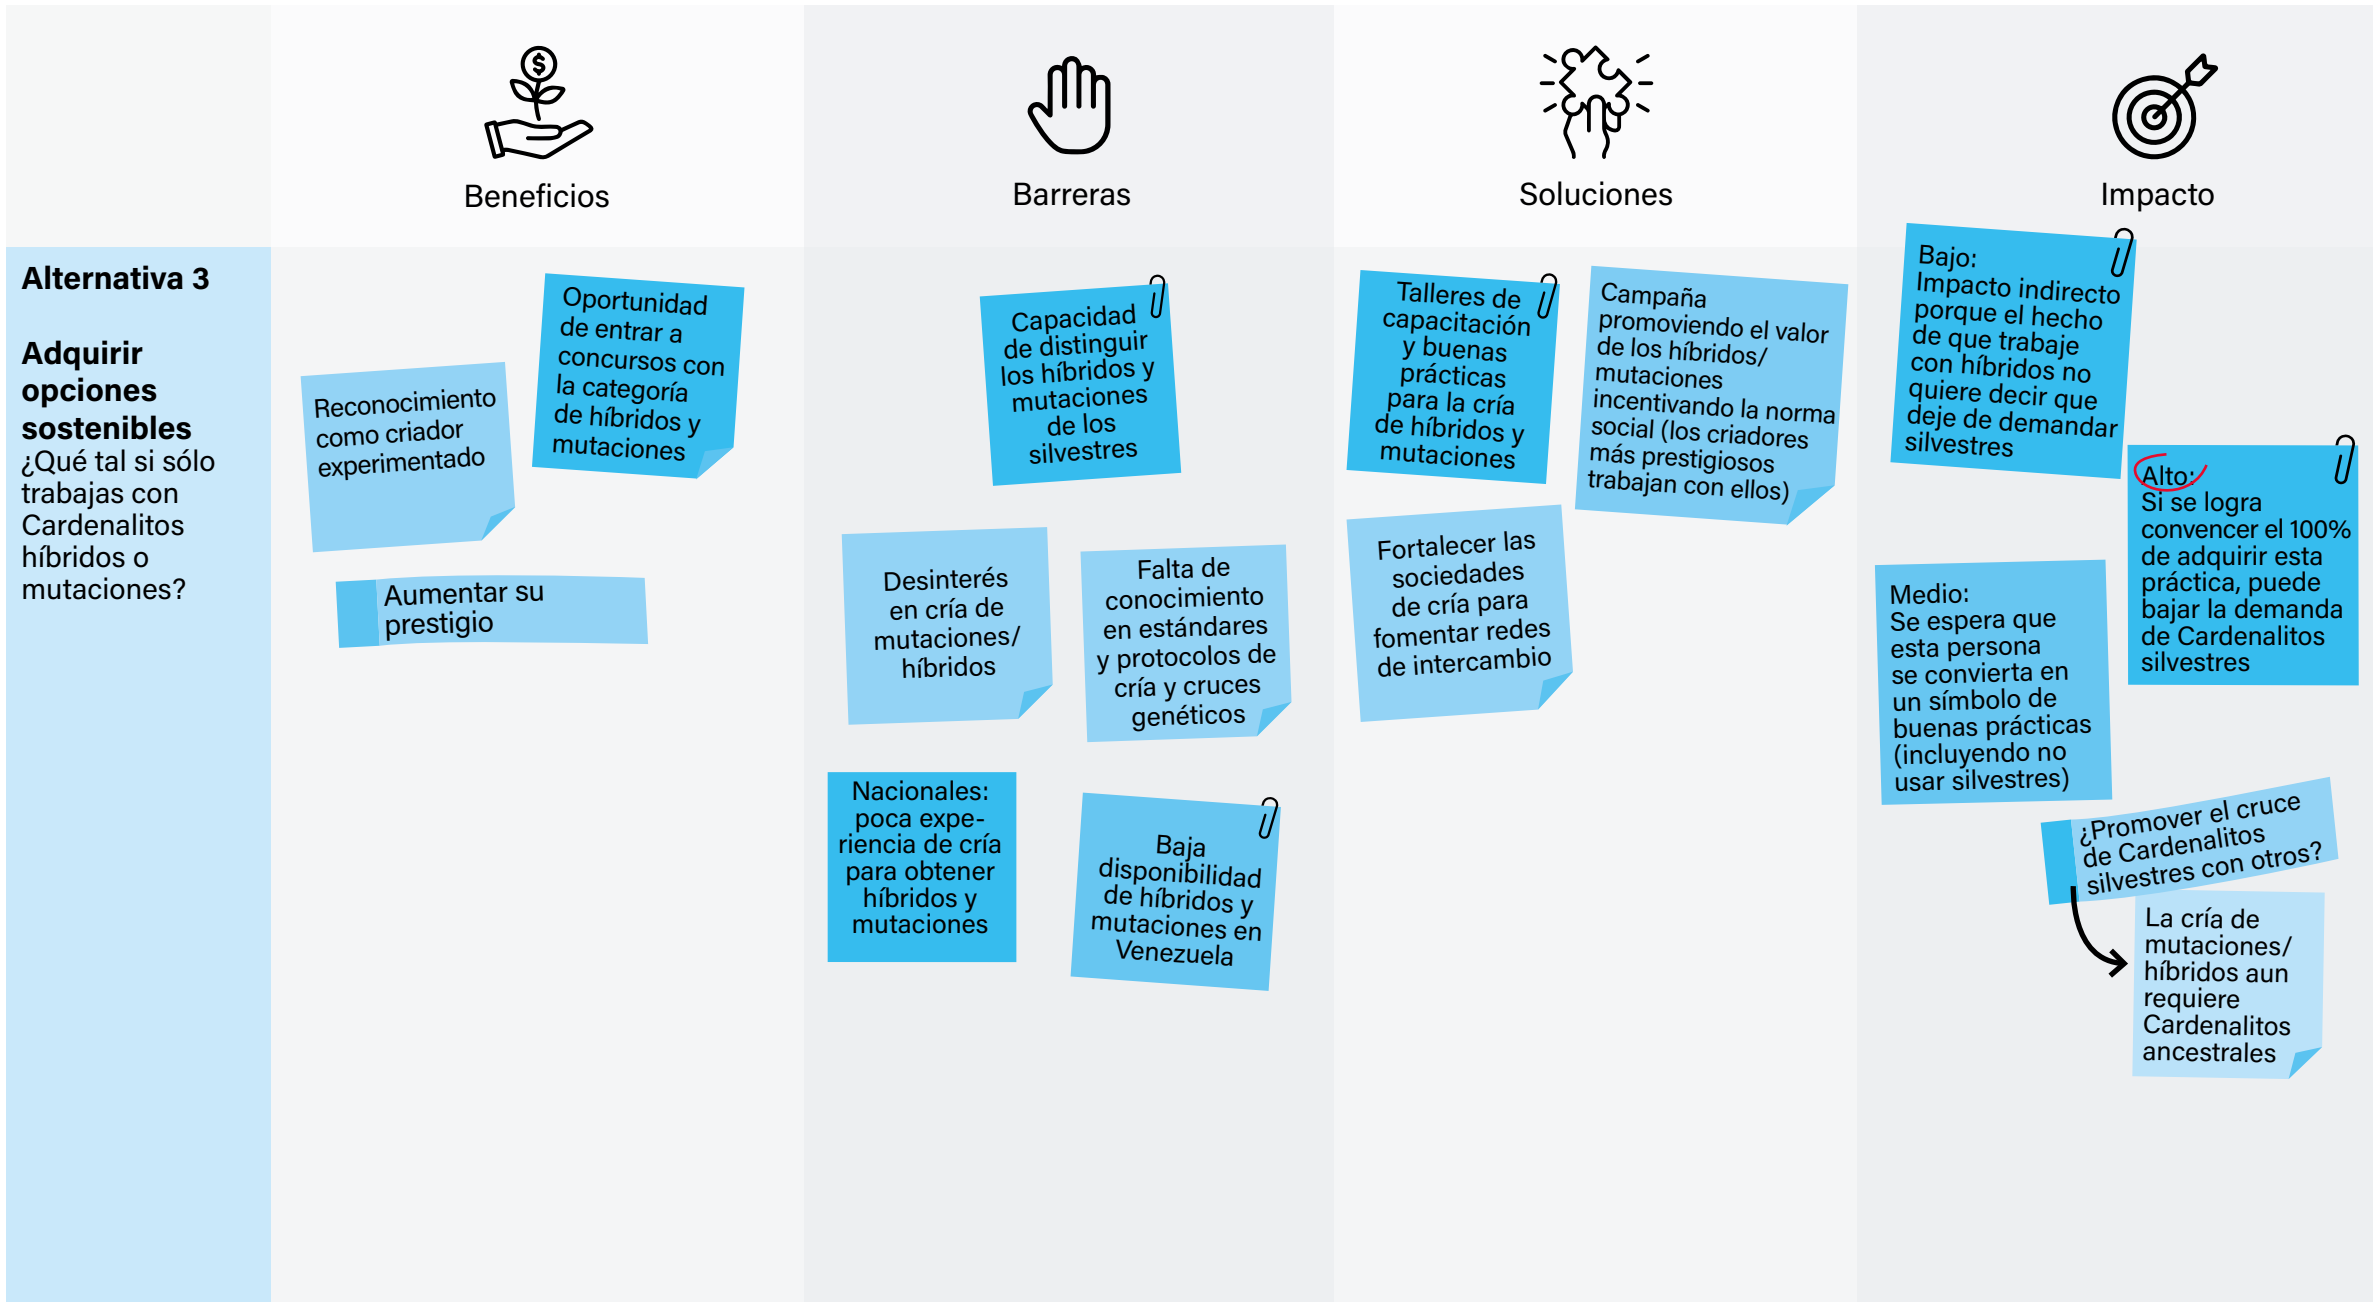 Beneficios
Barreras
Soluciones
Impacto
Alternativa 3
Adquirir
opciones
sostenibles
¿Qué tal si sólo
trabajas con
Cardenalitos
híbridos o
mutaciones?
Reconocimiento
como criador
experimentado
Oportunidad
de entrar a
concursos con
la categoría
de híbridos y
mutaciones
Aumentar su
prestigio
Capacidad
de distinguir
los híbridos y
mutaciones
de los
silvestres
Desinterés
en cría de
mutaciones/
híbridos
Falta de
conocimiento
en estándares
y protocolos de
cría y cruces
genéticos
Nacionales:
poca expe-
riencia de cría
para obtener
híbridos y
mutaciones
Baja
disponibilidad
de híbridos y
mutaciones en
Venezuela
Talleres de
capacitación
y buenas
prácticas
para la cría
de híbridos y
mutaciones
Campaña
promoviendo el valor
de los híbridos/
mutaciones
incentivando la norma
social (los criadores
más prestigiosos
trabajan con ellos)
Fortalecer las
sociedades
de cría para
fomentar redes
de intercambio
Bajo:
Impacto indirecto
porque el hecho
de que trabaje
con híbridos no
quiere decir que
deje de demandar
silvestres
Alto:
Si se logra
convencer el 100%
de adquirir esta
práctica, puede
bajar la demanda
de Cardenalitos
silvestres
Medio:
Se espera que
esta persona
se convierta en
un símbolo de
buenas prácticas
(incluyendo no
usar silvestres)
¿Promover el cruce
de Cardenalitos
silvestres con otros?
La cría de
mutaciones/
híbridos aun
requiere
Cardenalitos
ancestrales
$